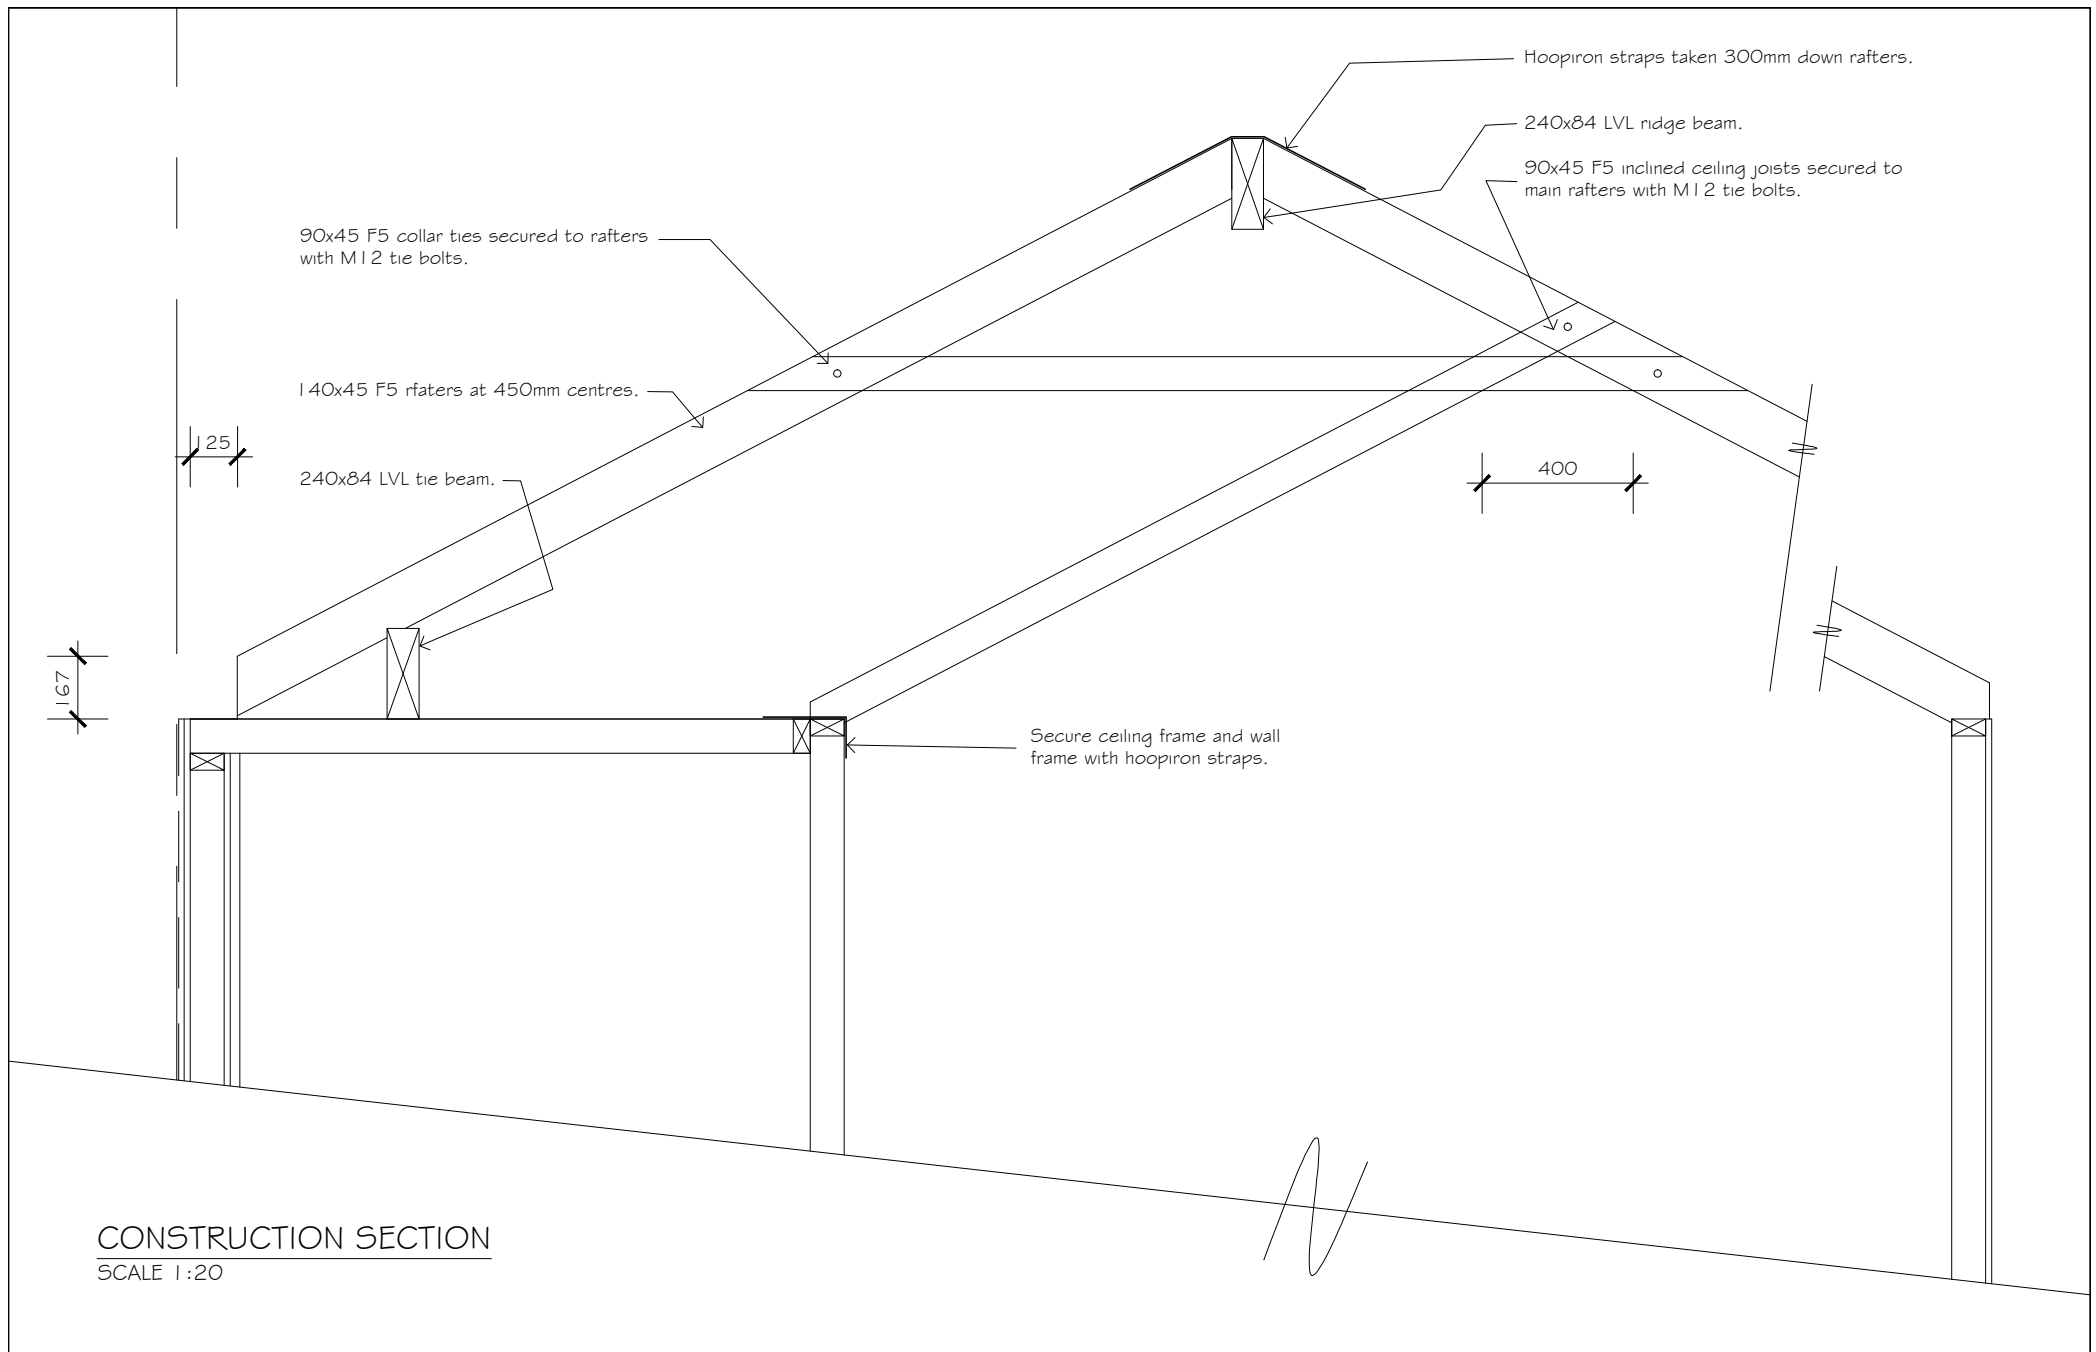 Hoopiron straps taken 300mm down rafters.
240x84 LVL ridge beam.
90x45 F5 inclined ceiling joists secured to
main rafters with M12 tie bolts.
90x45 F5 collar ties secured to rafters
with M12 tie bolts.
140x45 F5 rfaters at 450mm centres.
125
240x84 LVL tie beam.
400
167
Secure ceiling frame and wall
frame with hoopiron straps.
CONSTRUCTION SECTION
SCALE 1:20